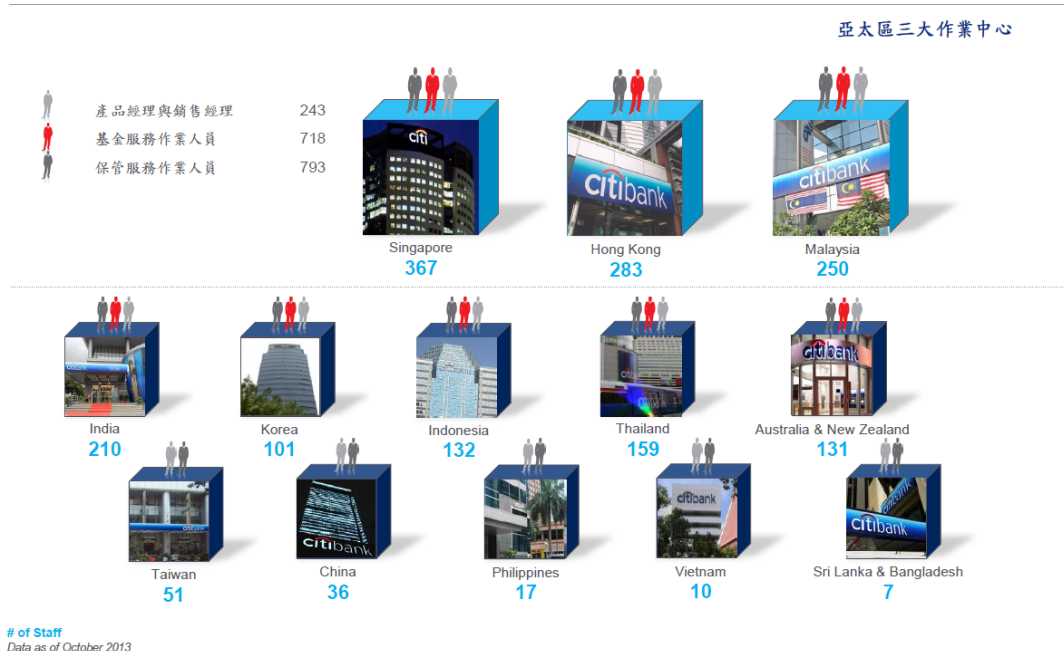 亞太區三大作業中心
產品經理與銷售經理 243
基金服務作業人員 718
保管服務作業人員 793
citi
citibank
citibank
Singapore
367
Hong Kong
283
Malaysia
250
citibank
citibank
India
210
Korea
101
Indonesia
132
Thailand
159
Australia & New Zealand
131
citibank
citibank
citibank
Taiwan
51
China
36
Philippines
17
Vietnam
10
Sri Lanka & Bangladesh
7
# of Staff
Data as of October 2013